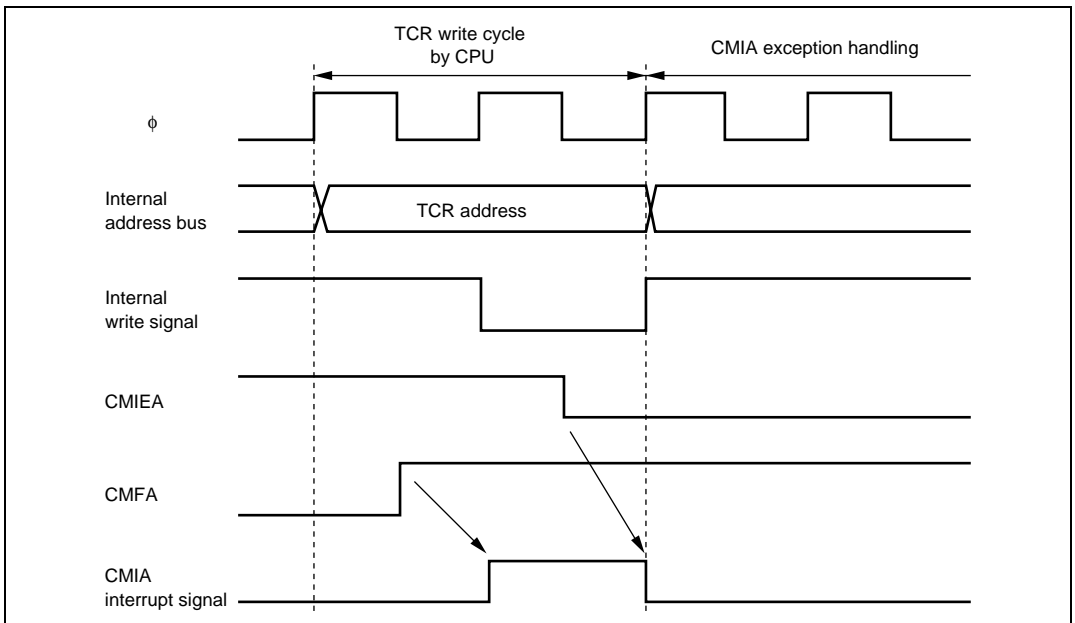 TCR write cycle
by CPU
CMIA exception handling
ϕ
Internal
address bus
TCR address
Internal
write signal
CMIEA
CMFA
CMIA
interrupt signal